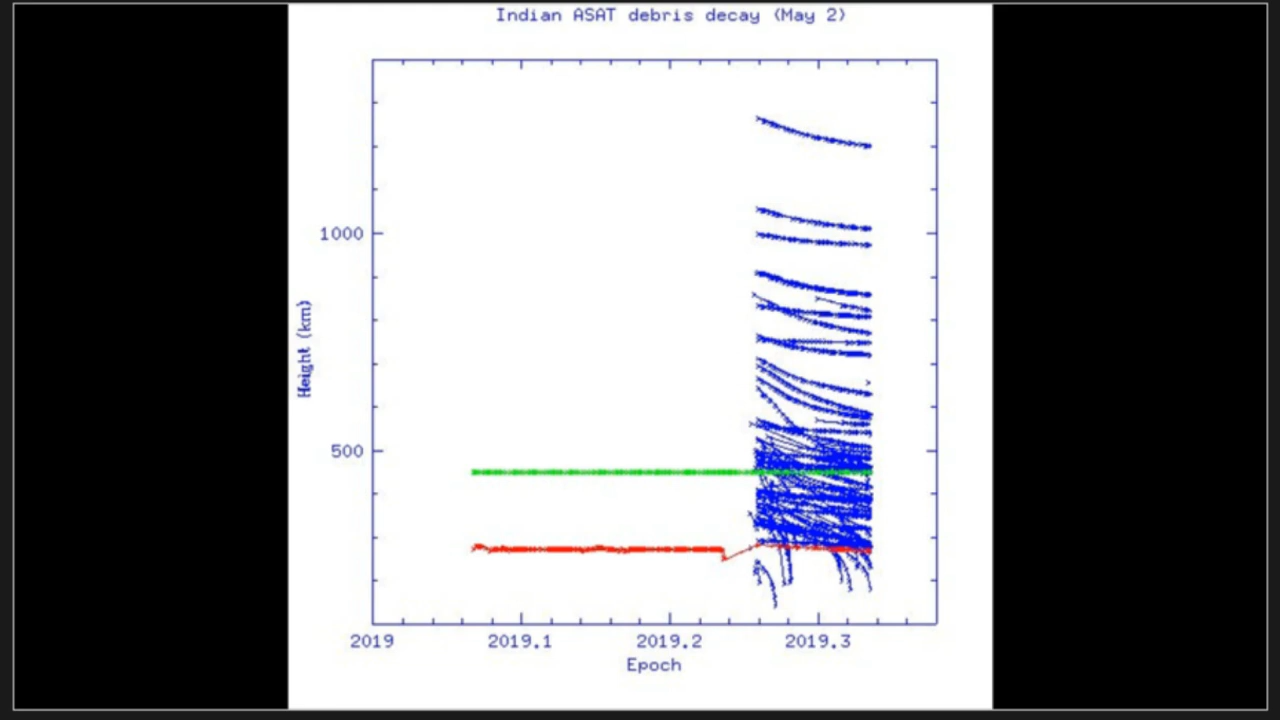 Indian ASAT debris decay (May 2)
1000
500
Height (km)
2019
2019.1
2019.2
2019.3
Epoch